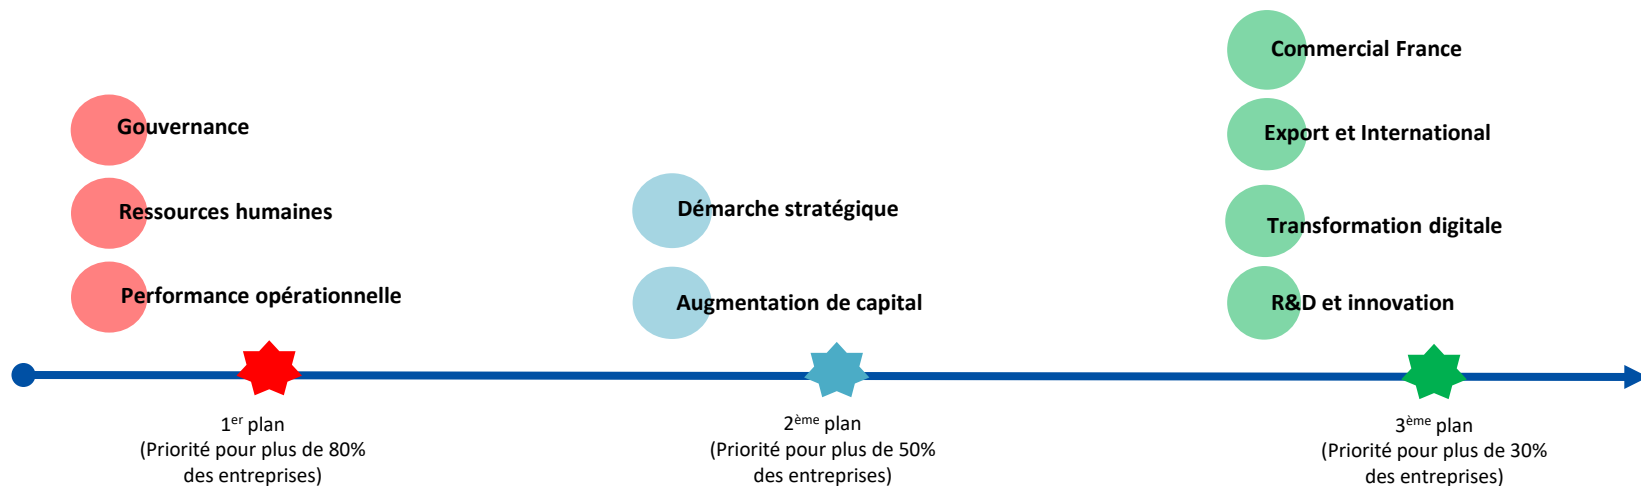 Gouvernance
Ressources humaines
Performance opérationnelle
1er plan
(Priorité pour plus de 80%
des entreprises)
Démarche stratégique
Augmentation de capital
2ème plan
(Priorité pour plus de 50%
des entreprises)
Commercial France
Export et International
Transformation digitale
R&D et innovation
3ème plan
(Priorité pour plus de 30%
des entreprises)